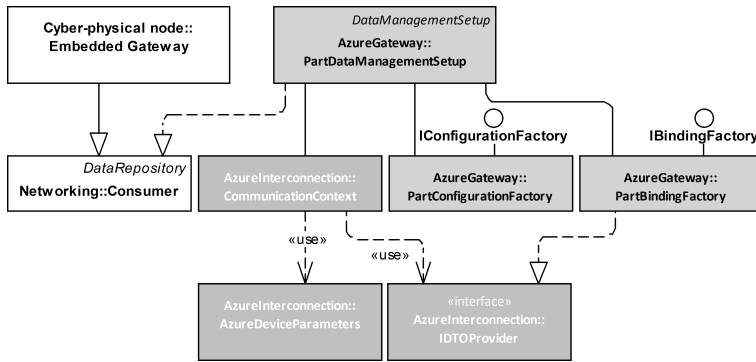 DataManagementSetup
Cyber-physical node::
Embedded Gateway
AzureGateway::
PartDataManagementSetup
IConfigurationFactory
IBindingFactory
DataRepository
Networking::Consumer
AzureInterconnection::
CommunicationContext
AzureGateway::
PartConfigurationFactory
AzureGateway::
PartBindingFactory
«use»
«use»
AzureInterconnection::
AzureDeviceParameters
«interface»
AzureInterconnection::
IDTOProvider